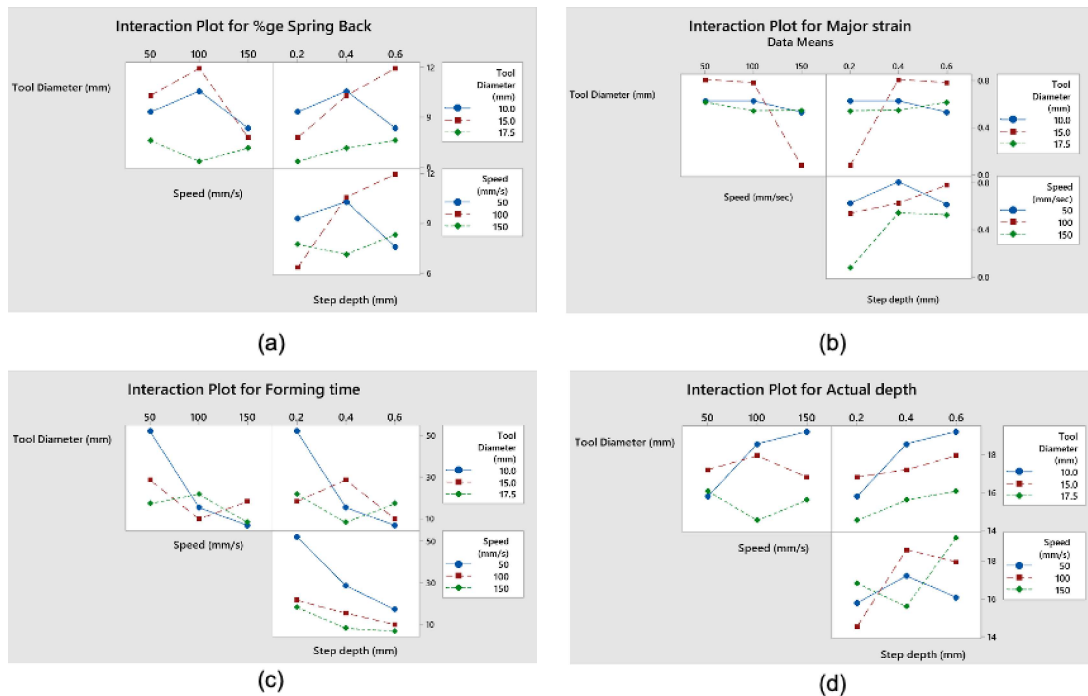 Interaction Plot for %ge Spring Back
50 100 150 0.2 0.4 0.6
Tool Diameter (mm)
12
9
6
Tool
Diameter
(mm)
10.0
15.0
17.5
Speed (mm/s)
12
9
6
Speed
(mm/s)
50
100
150
Step depth (mm)
(a)
Interaction Plot for Major strain
Data Means
50 100 150 0.2 0.4 0.6
Tool Diameter (mm)
0.8
0.4
0.0
Tool
Diameter
(mm)
10.0
15.0
17.5
Speed (mm/sec)
0.8
0.4
0.0
Speed
(mm/sec)
50
100
150
Step depth (mm)
(b)
Interaction Plot for Forming time
50 100 150 0.2 0.4 0.6
Tool Diameter (mm)
50
30
10
Tool
Diameter
(mm)
10.0
15.0
17.5
Speed (mm/s)
50
30
10
Speed
(mm/s)
50
100
150
Step depth (mm)
(c)
Interaction Plot for Actual depth
50 100 150 0.2 0.4 0.6
Tool Diameter (mm)
18
16
14
Tool
Diameter
(mm)
10.0
15.0
17.5
Speed (mm/s)
18
16
14
Speed
(mm/s)
50
100
150
Step depth (mm)
(d)